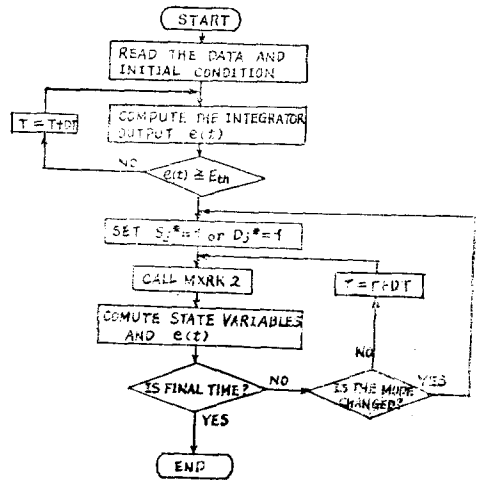 START
READ THE DATA AND
INITIAL CONDITION
COMPUTE THE INTEGRATOR
OUTPUT e(t)
T = T+DT
NO
e(t) ≅ Eth
SET Sj*=1 or Dj*=1
CALL MXRK 2
T = T+DT
COMUTE STATE VARIABLES
AND e(t)
NO
IS FINAL TIME?
NO
IS THE MODE
CHANGED?
YES
YES
END